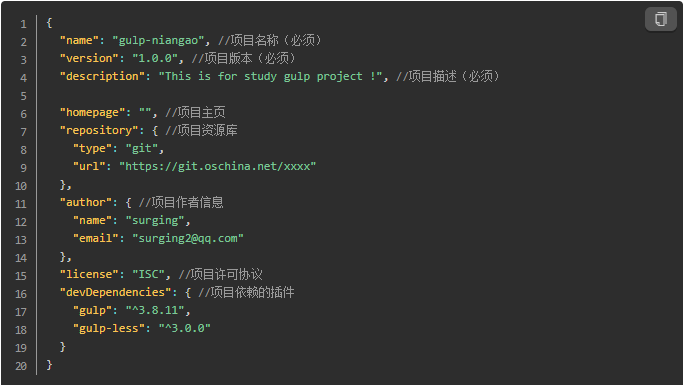 1 {
2 "name": "gulp-niangao", //项目名称（必须）
3 "version": "1.0.0", //项目版本（必须）
4 "description": "This is for study gulp project !", //项目描述（必须）
5
6 "homepage": "", //项目主页
7 "repository": { //项目资源库
8 "type": "git",
9 "url": "https://git.oschina.net/xxxx"
10 },
11 "author": { //项目作者信息
12 "name": "surging",
13 "email": "surging2@qq.com"
14 },
15 "license": "ISC", //项目许可协议
16 "devDependencies": { //项目依赖的插件
17 "gulp": "^3.8.11",
18 "gulp-less": "^3.0.0"
19 }
20 }